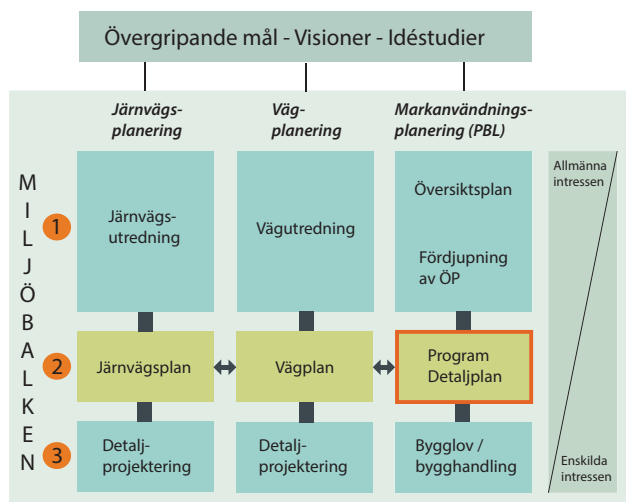 Övergripande mål - Visioner - Idéstudier
Järnvägs-
planering
Väg-
planering
Markanvändnings-
planering (PBL)
MILJÖBALKEN
1
Järnvägs-
utredning
Vägutredning
Översiktsplan
Fördjupning
av ÖP
Allmänna
intressen
2
Järnvägsplan
Vägplan
Program
Detaljplan
3
Detalj-
projektering
Detalj-
projektering
Bygglov /
bygghandling
Enskilda
intressen